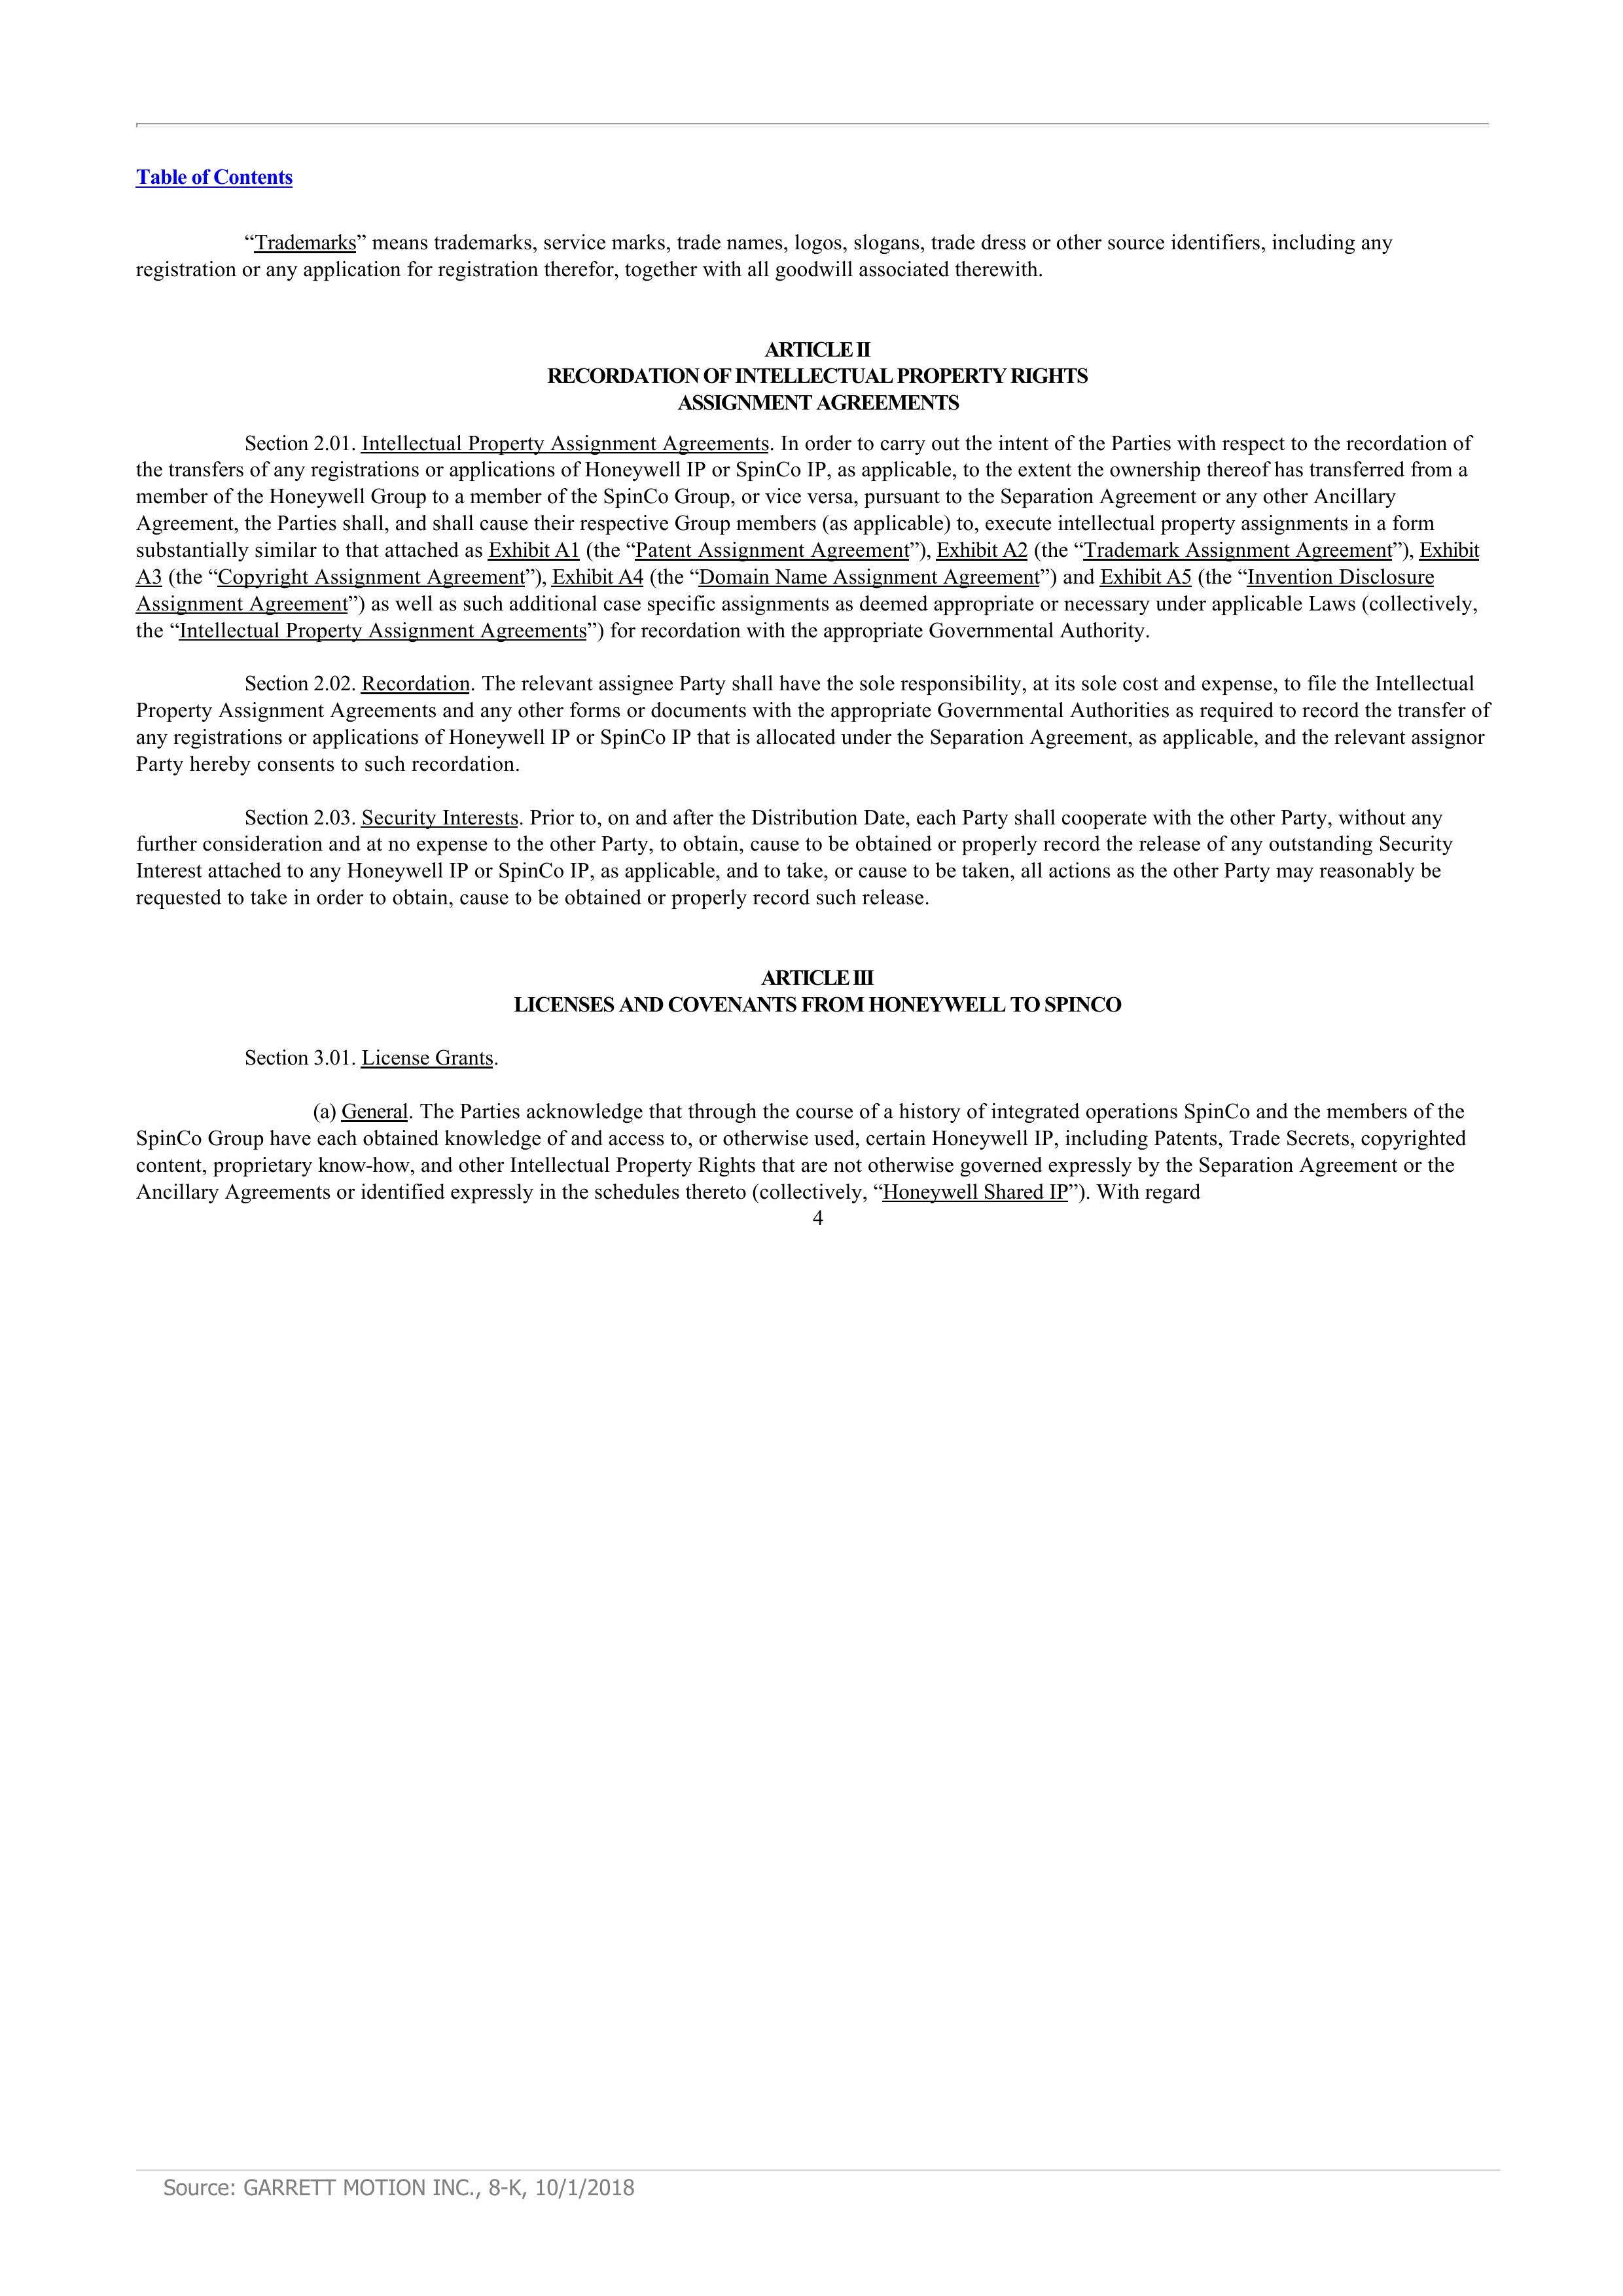 Table of Contents
“Trademarks” means trademarks, service marks, trade names, logos, slogans, trade dress or other source identifiers, including any
registration or any application for registration therefor, together with all goodwill associated therewith.
ARTICLE II
RECORDATION OF INTELLECTUAL PROPERTY RIGHTS
ASSIGNMENT AGREEMENTS
Section 2.01. Intellectual Property Assignment Agreements. In order to carry out the intent of the Parties with respect to the recordation of
the transfers of any registrations or applications of Honeywell IP or SpinCo IP, as applicable, to the extent the ownership thereof has transferred from a
member of the Honeywell Group to a member of the SpinCo Group, or vice versa, pursuant to the Separation Agreement or any other Ancillary
Agreement, the Parties shall, and shall cause their respective Group members (as applicable) to, execute intellectual property assignments in a form
substantially similar to that attached as Exhibit A1 (the “Patent Assignment Agreement”), Exhibit A2 (the “Trademark Assignment Agreement”), Exhibit
A3 (the “Copyright Assignment Agreement”), Exhibit A4 (the “Domain Name Assignment Agreement”) and Exhibit A5 (the “Invention Disclosure
Assignment Agreement”) as well as such additional case specific assignments as deemed appropriate or necessary under applicable Laws (collectively,
the “Intellectual Property Assignment Agreements”) for recordation with the appropriate Governmental Authority.
Section 2.02. Recordation. The relevant assignee Party shall have the sole responsibility, at its sole cost and expense, to file the Intellectual
Property Assignment Agreements and any other forms or documents with the appropriate Governmental Authorities as required to record the transfer of
any registrations or applications of Honeywell IP or SpinCo IP that is allocated under the Separation Agreement, as applicable, and the relevant assignor
Party hereby consents to such recordation.
Section 2.03. Security Interests. Prior to, on and after the Distribution Date, each Party shall cooperate with the other Party, without any
further consideration and at no expense to the other Party, to obtain, cause to be obtained or properly record the release of any outstanding Security
Interest attached to any Honeywell IP or SpinCo IP, as applicable, and to take, or cause to be taken, all actions as the other Party may reasonably be
requested to take in order to obtain, cause to be obtained or properly record such release.
ARTICLE III
LICENSES AND COVENANTS FROM HONEYWELL TO SPINCO
Section 3.01. License Grants.
(a) General. The Parties acknowledge that through the course of a history of integrated operations SpinCo and the members of the
SpinCo Group have each obtained knowledge of and access to, or otherwise used, certain Honeywell IP, including Patents, Trade Secrets, copyrighted
content, proprietary know-how, and other Intellectual Property Rights that are not otherwise governed expressly by the Separation Agreement or the
Ancillary Agreements or identified expressly in the schedules thereto (collectively, “Honeywell Shared IP”). With regard
4
Source: GARRETT MOTION INC., 8-K, 10/1/2018